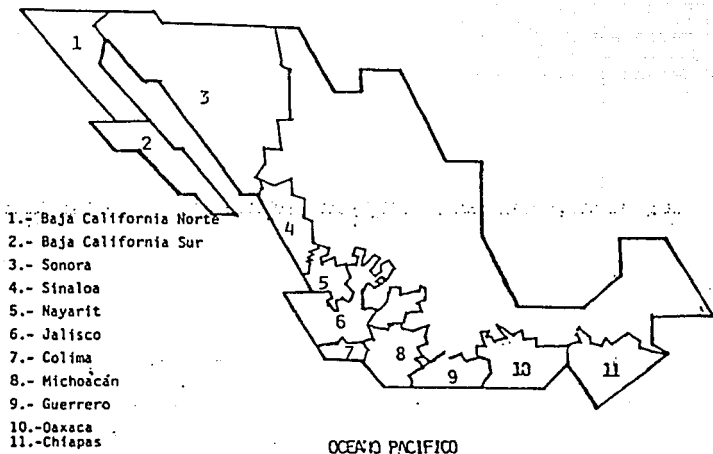 1
2
3
4
5
6
7
8
9
10
11
1.- Baja California Norte
2.- Baja California Sur
3.- Sonora
4.- Sinaloa
5.- Nayarit
6.- Jalisco
7.- Colima
8.- Michoacán
9.- Guerrero
10.-Oaxaca
11.-Chiapas
OCEANO PACIFICO